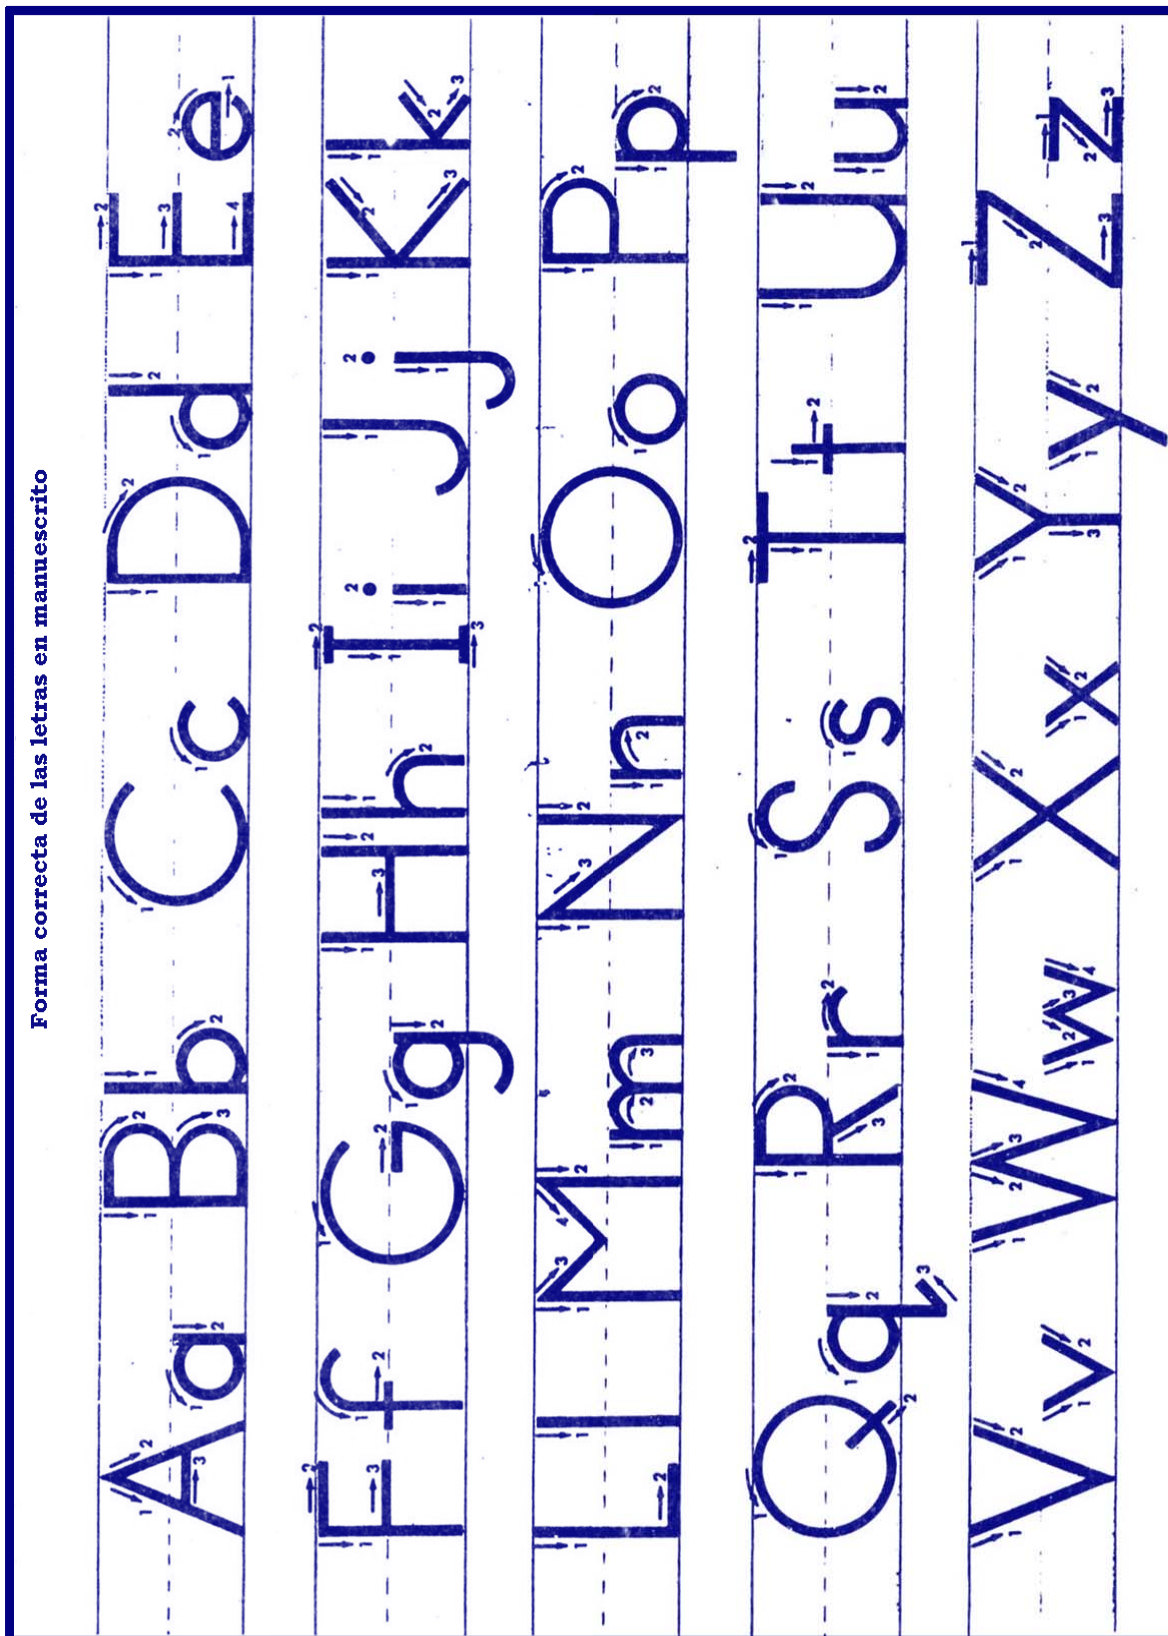 Forma correcta de las letras en manuescrito
Aa Bb Cc Dd Ee
Ff Gg Hh Ii Jj Kk
Ll Mm Nn Oo Pp
Qq Rr Ss Tt Uu
Vv Ww Xx Yy Zz